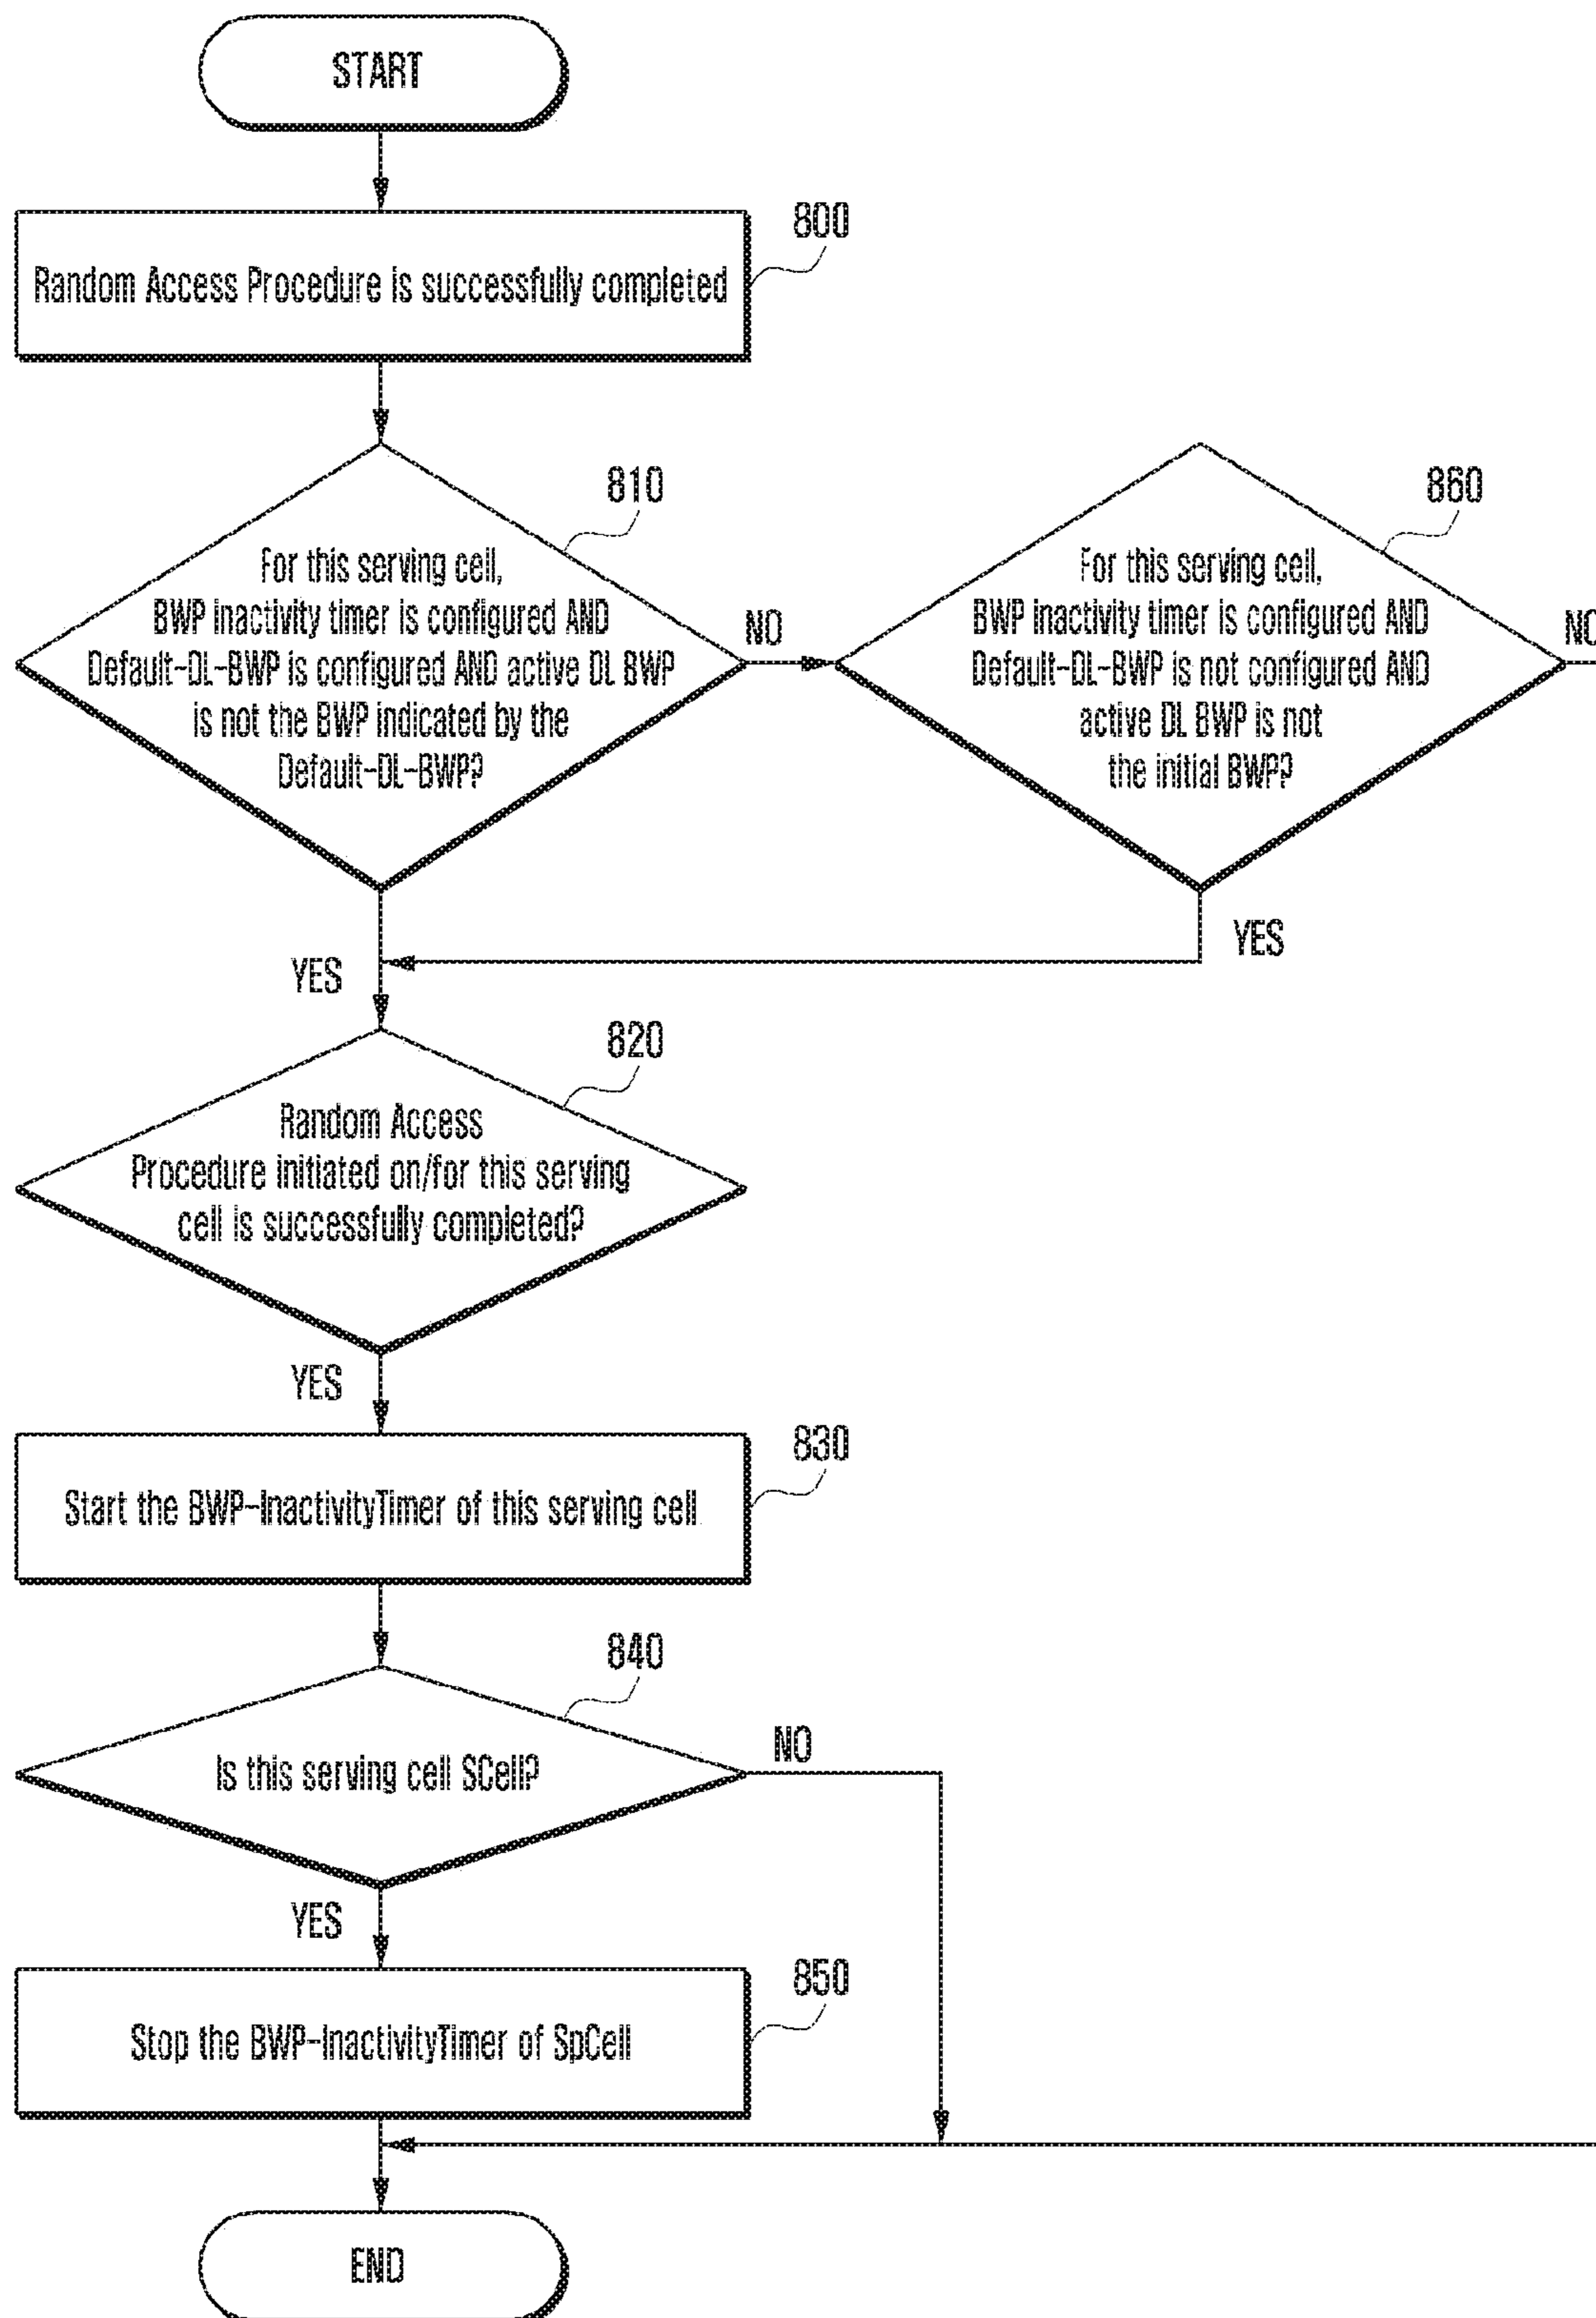 START
800
Random Access Procedure is successfully completed
810
For this serving cell,
BWP inactivity timer is configured AND
Default-DL-BWP is configured AND active DL BWP
is not the BWP indicated by the
Default-DL-BWP?
NO
860
For this serving cell,
BWP inactivity timer is configured AND
Default-DL-BWP is not configured AND
active DL BWP is not
the initial BWP?
NO
YES
YES
820
Random Access
Procedure initiated on/for this serving
cell is successfully completed?
YES
830
Start the BWP-InactivityTimer of this serving cell
840
Is this serving cell SCell?
NO
YES
850
Stop the BWP-InactivityTimer of SpCell
END